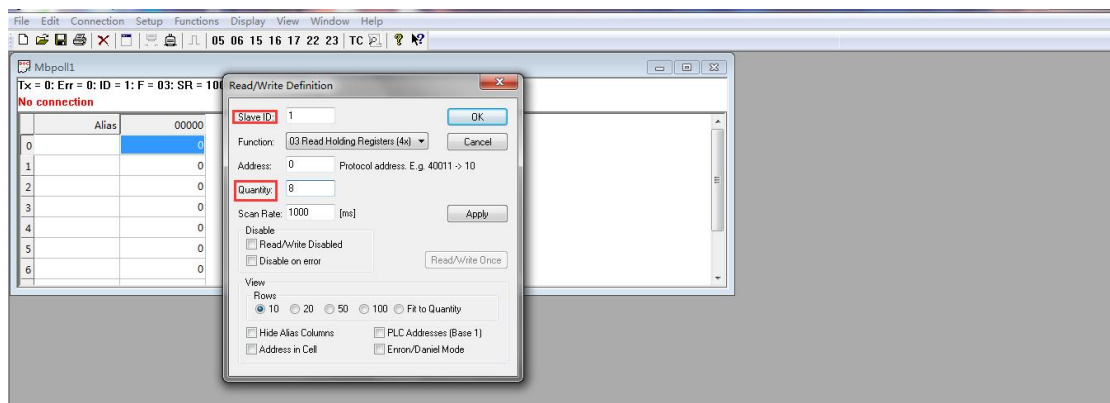 File Edit Connection Setup Functions Display View Window Help
05 06 15 16 17 22 23 TC
Mbpoll1
Tx = 0: Err = 0: ID = 1: F = 03: SR = 100
No connection
Alias 00000
0 0
1 0
2 0
3 0
4 0
5 0
6 0
Read/Write Definition
Slave ID: 1 OK
Function: 03 Read Holding Registers (4x) Cancel
Address: 0 Protocol address. E.g. 40011 -> 10
Quantity: 8
Scan Rate: 1000 [ms] Apply
Disable
Read/Write Disabled
Disable on error Read/Write Once
View
Rows
10 20 50 100 Fit to Quantity
Hide Alias Columns PLC Addresses (Base 1)
Address in Cell Enron/Daniel Mode